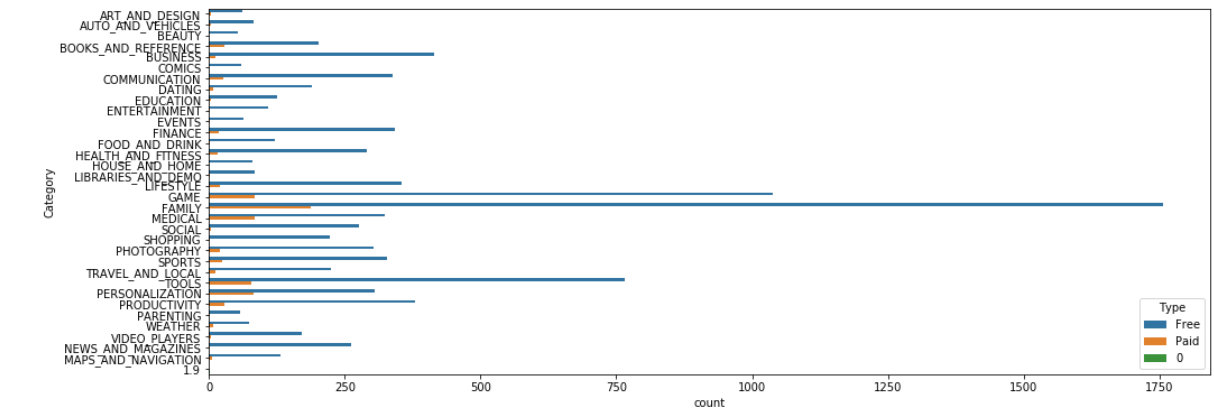 ART_AND_DESIGN
AUTO_AND_VEHICLES
BEAUTY
BOOKS_AND_REFERENCE
BUSINESS
COMICS
COMMUNICATION
DATING
EDUCATION
ENTERTAINMENT
EVENTS
FINANCE
FOOD_AND_DRINK
HEALTH_AND_FITNESS
HOUSE_AND_HOME
LIBRARIES_AND_DEMO
LIFESTYLE
GAME
FAMILY
MEDICAL
SOCIAL
SHOPPING
PHOTOGRAPHY
SPORTS
TRAVEL_AND_LOCAL
TOOLS
PERSONALIZATION
PRODUCTIVITY
PARENTING
WEATHER
VIDEO_PLAYERS
NEWS_AND_MAGAZINES
MAPS_AND_NAVIGATION
1.9
Category
0 250 500 750 1000 1250 1500 1750
count
Type
Free
Paid
0